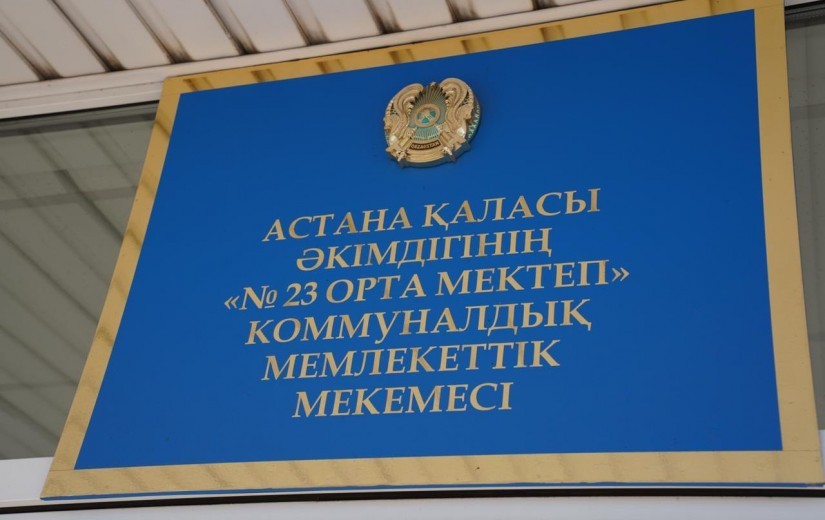 АСТАНА ҚАЛАСЫ
ӘКІМДІГІНІҢ
«№ 23 ОРТА МЕКТЕП»
КОММУНАЛДЫҚ
МЕМЛЕКЕТТІК
МЕКЕМЕСІ